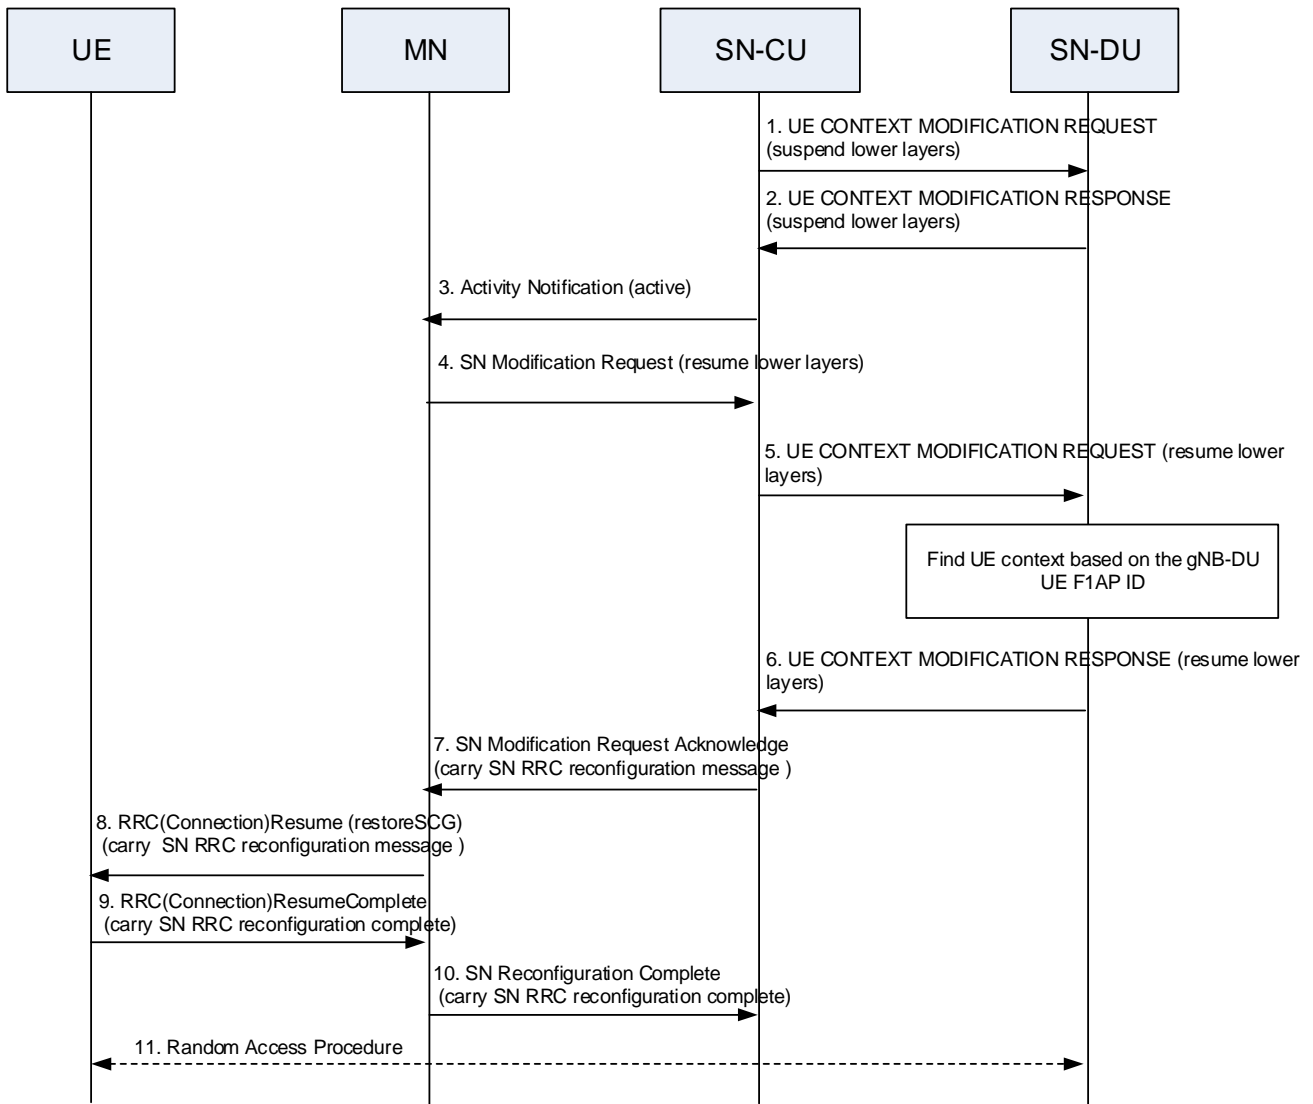 UE
MN
SN-CU
SN-DU
1. UE CONTEXT MODIFICATION REQUEST
(suspend lower layers)
2. UE CONTEXT MODIFICATION RESPONSE
(suspend lower layers)
3. Activity Notification (active)
4. SN Modification Request (resume lower layers)
5. UE CONTEXT MODIFICATION REQUEST (resume lower
layers)
Find UE context based on the gNB-DU
UE F1AP ID
6. UE CONTEXT MODIFICATION RESPONSE (resume lower
layers)
7. SN Modification Request Acknowledge
(carry SN RRC reconfiguration message )
8. RRC(Connection)Resume (restoreSCG)
(carry  SN RRC reconfiguration message )
9. RRC(Connection)ResumeComplete
(carry SN RRC reconfiguration complete)
10. SN Reconfiguration Complete
(carry SN RRC reconfiguration complete)
11. Random Access Procedure